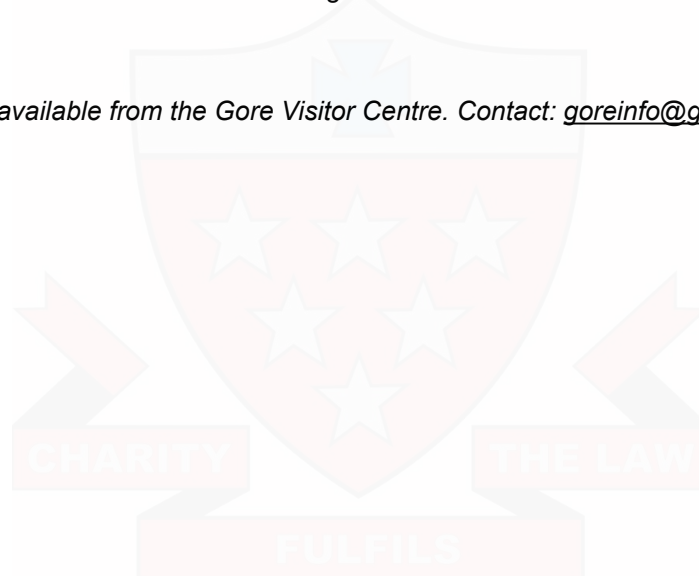 available from the Gore Visitor Centre. Contact: goreinfo@g
CHARITY THE LAW
FULFILS